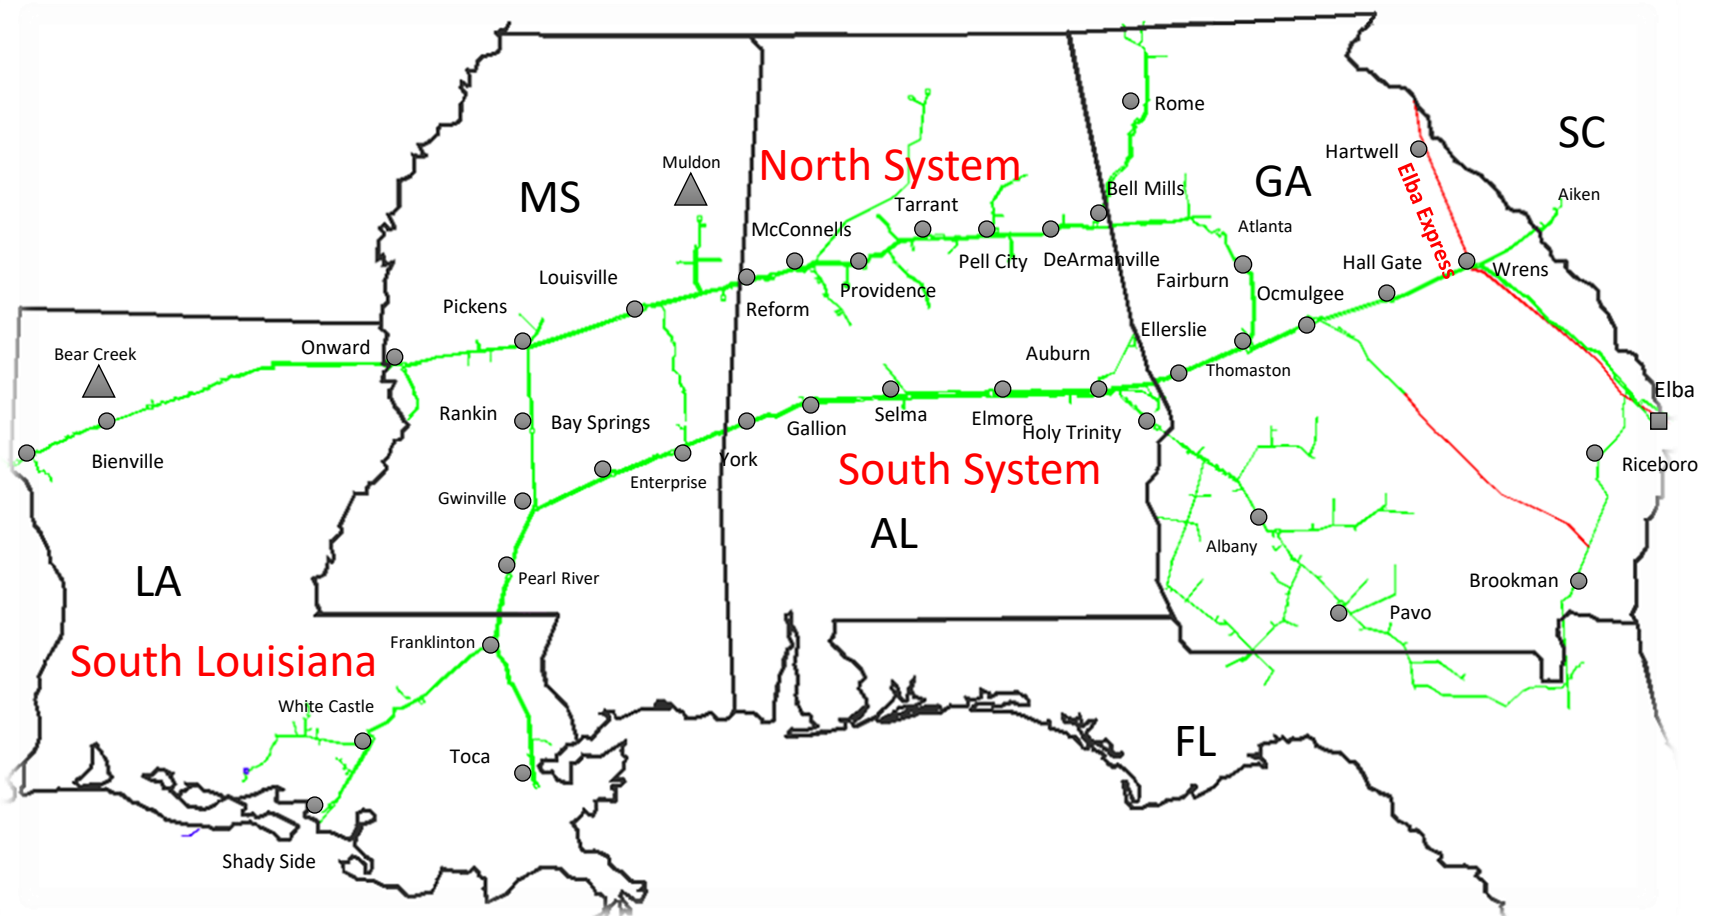 Rome
SC
Hartwell
North System
Muldon
GA
MS
Bell Mills
Aiken
Tarrant
Elba Express
Atlanta
McConnells
Pell City
DeArmanville
Hall Gate
Wrens
Louisville
Fairburn
Providence
Ocmulgee
Pickens
Reform
Ellerslie
Onward
Bear Creek
Auburn
Thomaston
Elba
Rankin
Bay Springs
Selma
Elmore
Gallion
Holy Trinity
Bienville
York
South System
Riceboro
Enterprise
Gwinville
AL
Albany
Pearl River
LA
Brookman
Pavo
Franklinton
South Louisiana
White Castle
FL
Toca
Shady Side